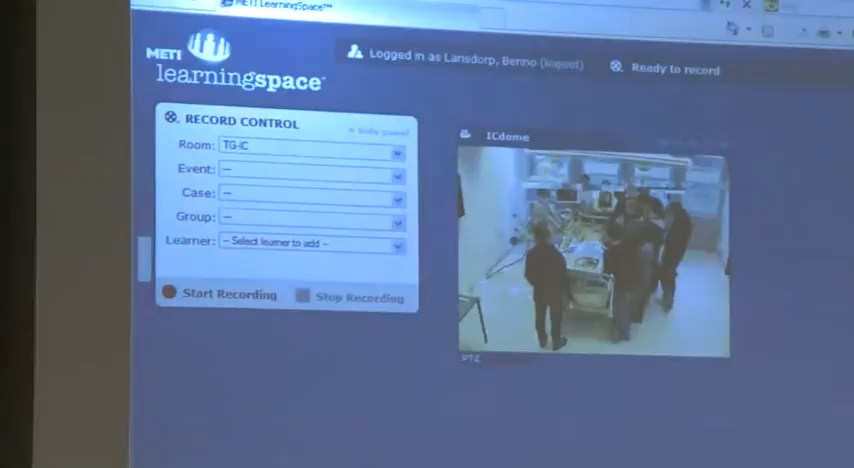 METI LearningSpace™
METI
learningspace
Logged in as Lansdorp, Benno (logout)
Ready to record
RECORD CONTROL
hide panel
Room: TG-IC
Event: --
Case: --
Group: --
Learner: -- Select learner to add --
Start Recording
Stop Recording
ICdome
PTZ